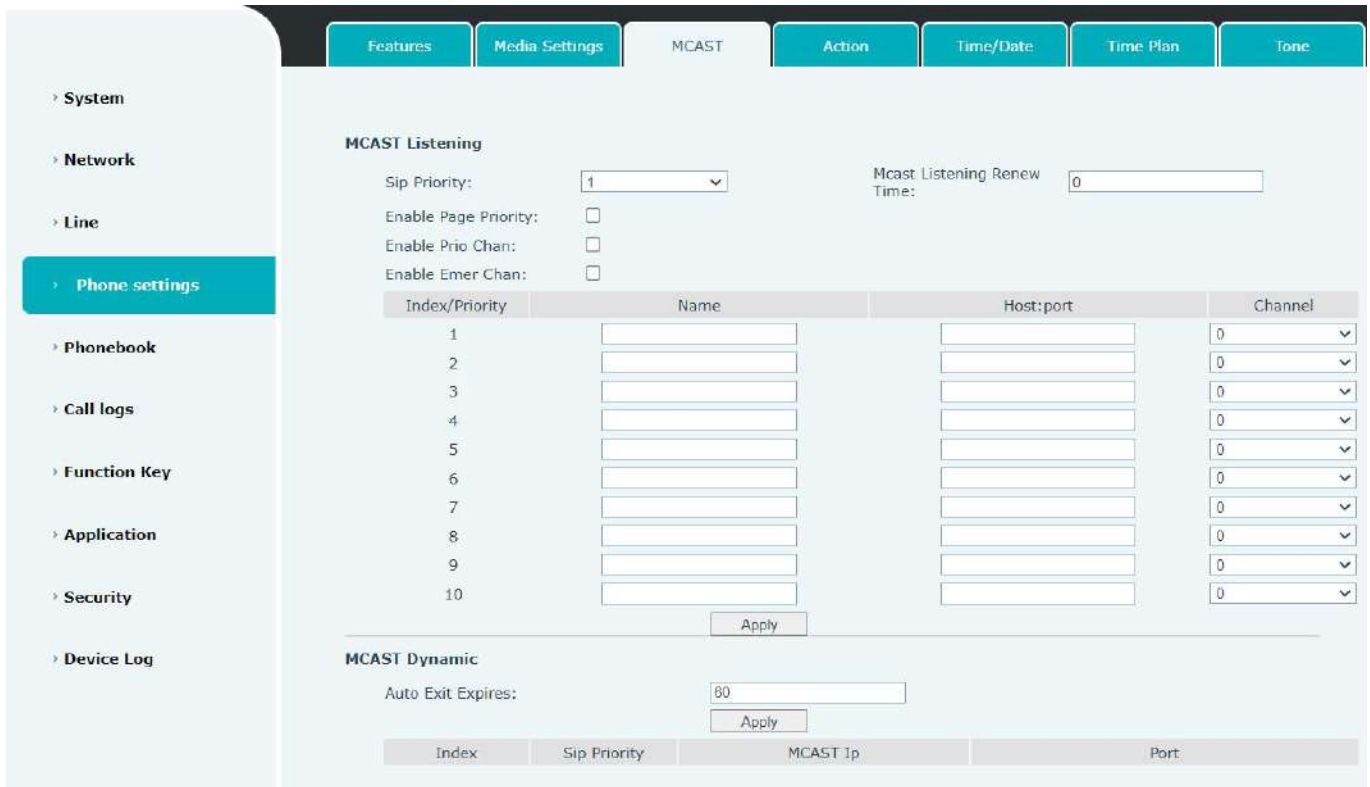 Features Media Settings MCAST Action Time/Date Time Plan Tone
System
Network
Line
Phone settings
Phonebook
Call logs
Function Key
Application
Security
Device Log
MCAST Listening
Sip Priority: 1 Mcast Listening Renew
Time: 0
Enable Page Priority:
Enable Prio Chan:
Enable Emer Chan:
Index/Priority Name Host:port Channel
1 0
2 0
3 0
4 0
5 0
6 0
7 0
8 0
9 0
10 0
Apply
MCAST Dynamic
Auto Exit Expires: 60
Apply
Index Sip Priority MCAST Ip Port